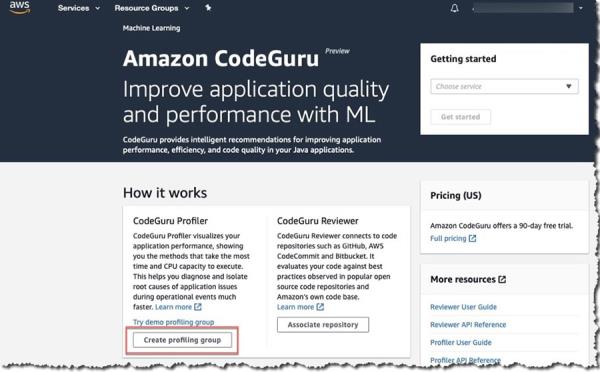 aws
Services
Resource Groups
Machine Learning
Amazon CodeGuru Preview
Improve application quality
and performance with ML
CodeGuru provides intelligent recommendations for improving application
performance, efficiency, and code quality in your Java applications.
Getting started
Choose service
Get started
How it works
CodeGuru Profiler
CodeGuru Profiler visualizes your
application performance, showing
you the methods that take the most
time and CPU capacity to execute.
This helps you diagnose and isolate
root causes of application issues
during operational events much
faster. Learn more
Try demo profiling group
Create profiling group
CodeGuru Reviewer
CodeGuru Reviewer connects to code
repositories such as GitHub, AWS
CodeCommit and Bitbucket. It
evaluates your code against best
practices observed in popular open
source code repositories and
Amazon's own code base.
Learn more
Associate repository
Pricing (US)
Amazon CodeGuru offers a 90-day free trial.
Full pricing
More resources
Reviewer User Guide
Reviewer API Reference
Profiler User Guide
Profiler API Reference